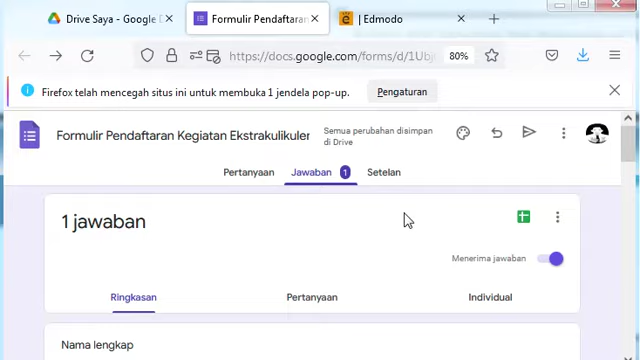 Drive Saya - Google D
Formulir Pendaftaran
| Edmodo
https://docs.google.com/forms/d/1Ubj
80%
Firefox telah mencegah situs ini untuk membuka 1 jendela pop-up.
Pengaturan
Formulir Pendaftaran Kegiatan Ekstrakulikuler
Semua perubahan disimpan
di Drive
Pertanyaan
Jawaban 1
Setelan
1 jawaban
Menerima jawaban
Ringkasan
Pertanyaan
Individual
Nama lengkap